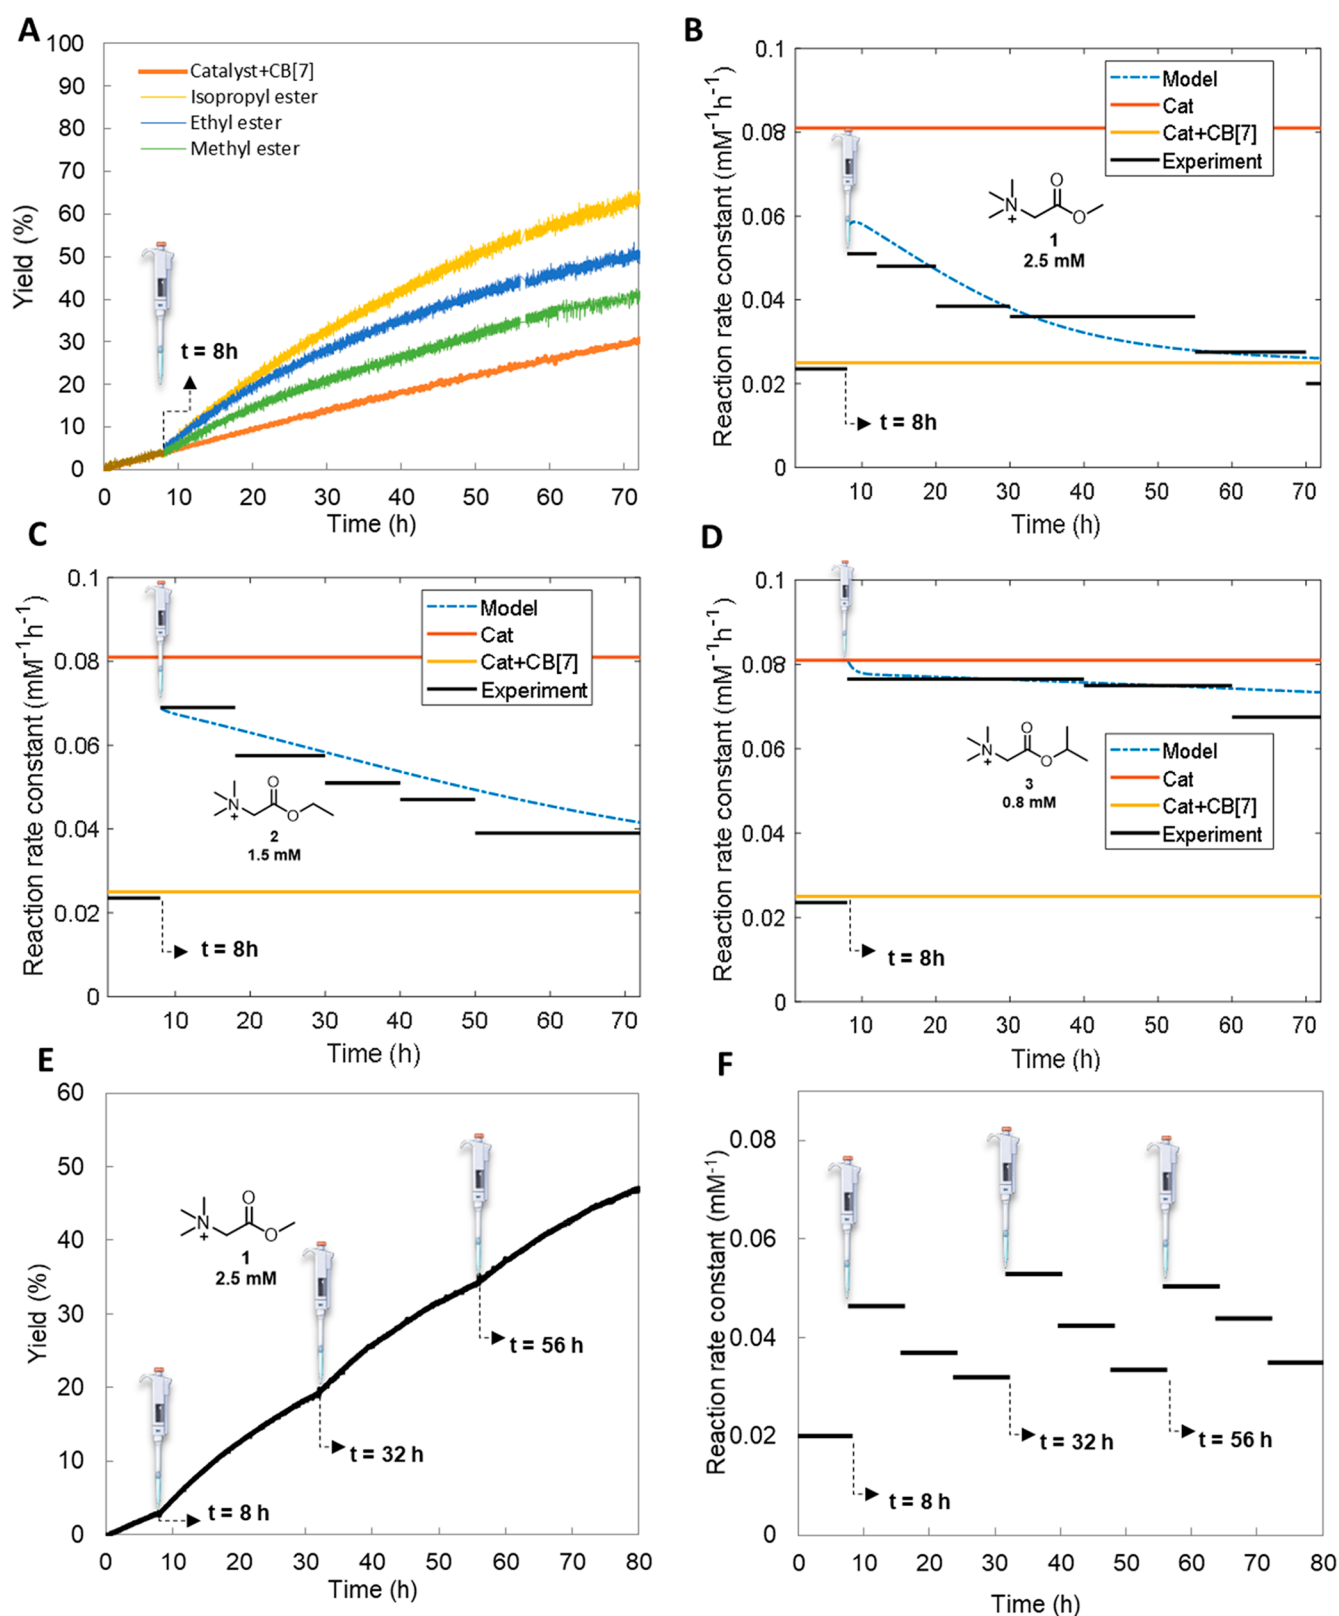 A
100
90
80
70
60
50
40
30
20
10
0
Yield (%)
Catalyst+CB[7]
Isopropyl ester
Ethyl ester
Methyl ester
t = 8h
0 10 20 30 40 50 60 70
Time (h)
B
0.1
0.08
0.06
0.04
0.02
0
Reaction rate constant (mM⁻¹h⁻¹)
Model
Cat
Cat+CB[7]
Experiment
N
+
O
O
1
2.5 mM
t = 8h
10 20 30 40 50 60 70
Time (h)
C
0.1
0.08
0.06
0.04
0.02
0
Reaction rate constant (mM⁻¹h⁻¹)
Model
Cat
Cat+CB[7]
Experiment
N
+
O
O
2
1.5 mM
t = 8h
10 20 30 40 50 60 70
Time (h)
D
0.1
0.08
0.06
0.04
0.02
0
Reaction rate constant (mM⁻¹h⁻¹)
N
+
O
O
3
0.8 mM
Model
Cat
Cat+CB[7]
Experiment
t = 8h
10 20 30 40 50 60 70
Time (h)
E
60
50
40
30
20
10
0
Yield (%)
N
+
O
O
1
2.5 mM
t = 56 h
t = 32 h
t = 8 h
0 10 20 30 40 50 60 70 80
Time (h)
F
0.08
0.06
0.04
0.02
0
Reaction rate constant (mM⁻¹)
t = 32 h
t = 56 h
t = 8 h
0 10 20 30 40 50 60 70 80
Time (h)